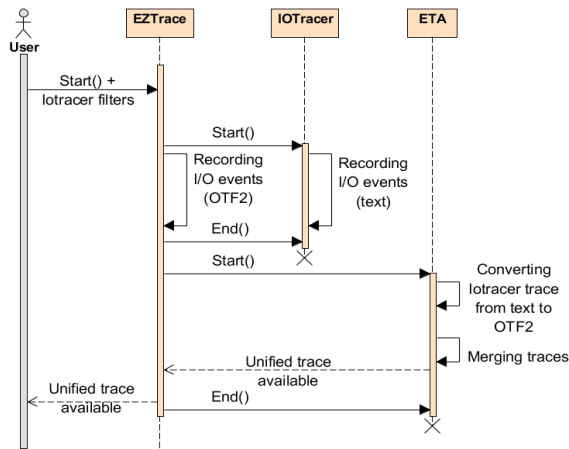 EZTrace
IOTracer
ETA
User
Start() +
Iotracer filters
Start()
Recording
I/O events
(OTF2)
Recording
I/O events
(text)
End()
Start()
Converting
Iotracer trace
from text to
OTF2
Merging traces
Unified trace
available
Unified trace
available
End()